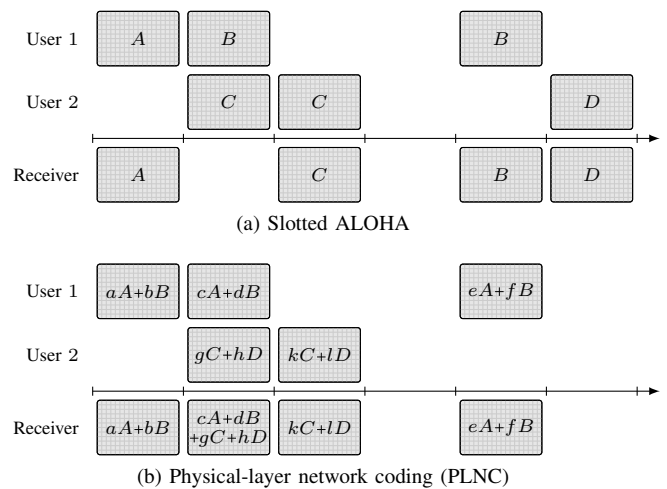 User 1 A B B
User 2 C C D
Receiver A C B D
(a) Slotted ALOHA
User 1 aA+bB cA+dB eA+fB
User 2 gC+hD kC+lD
Receiver aA+bB cA+dB +gC+hD kC+lD eA+fB
(b) Physical-layer network coding (PLNC)